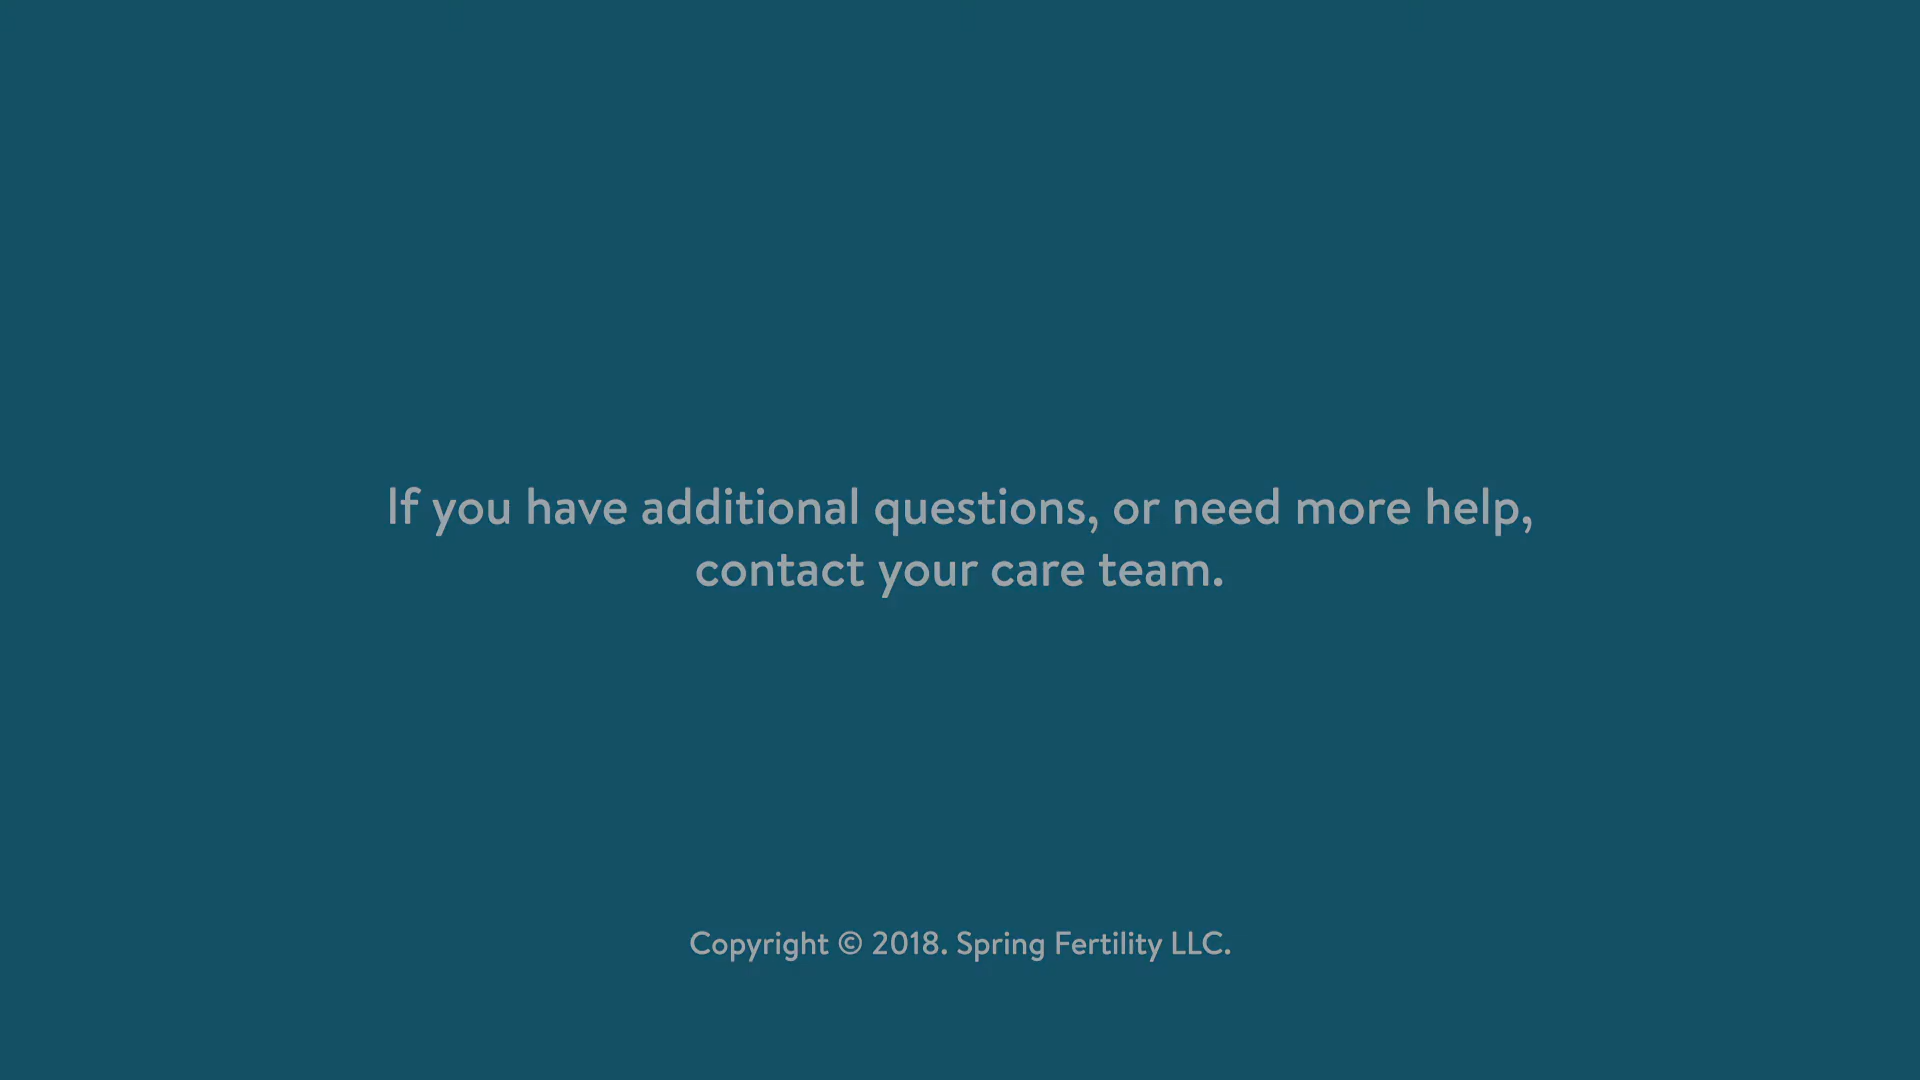 If you have additional questions, or need more help,
contact your care team.
Copyright © 2018. Spring Fertility LLC.